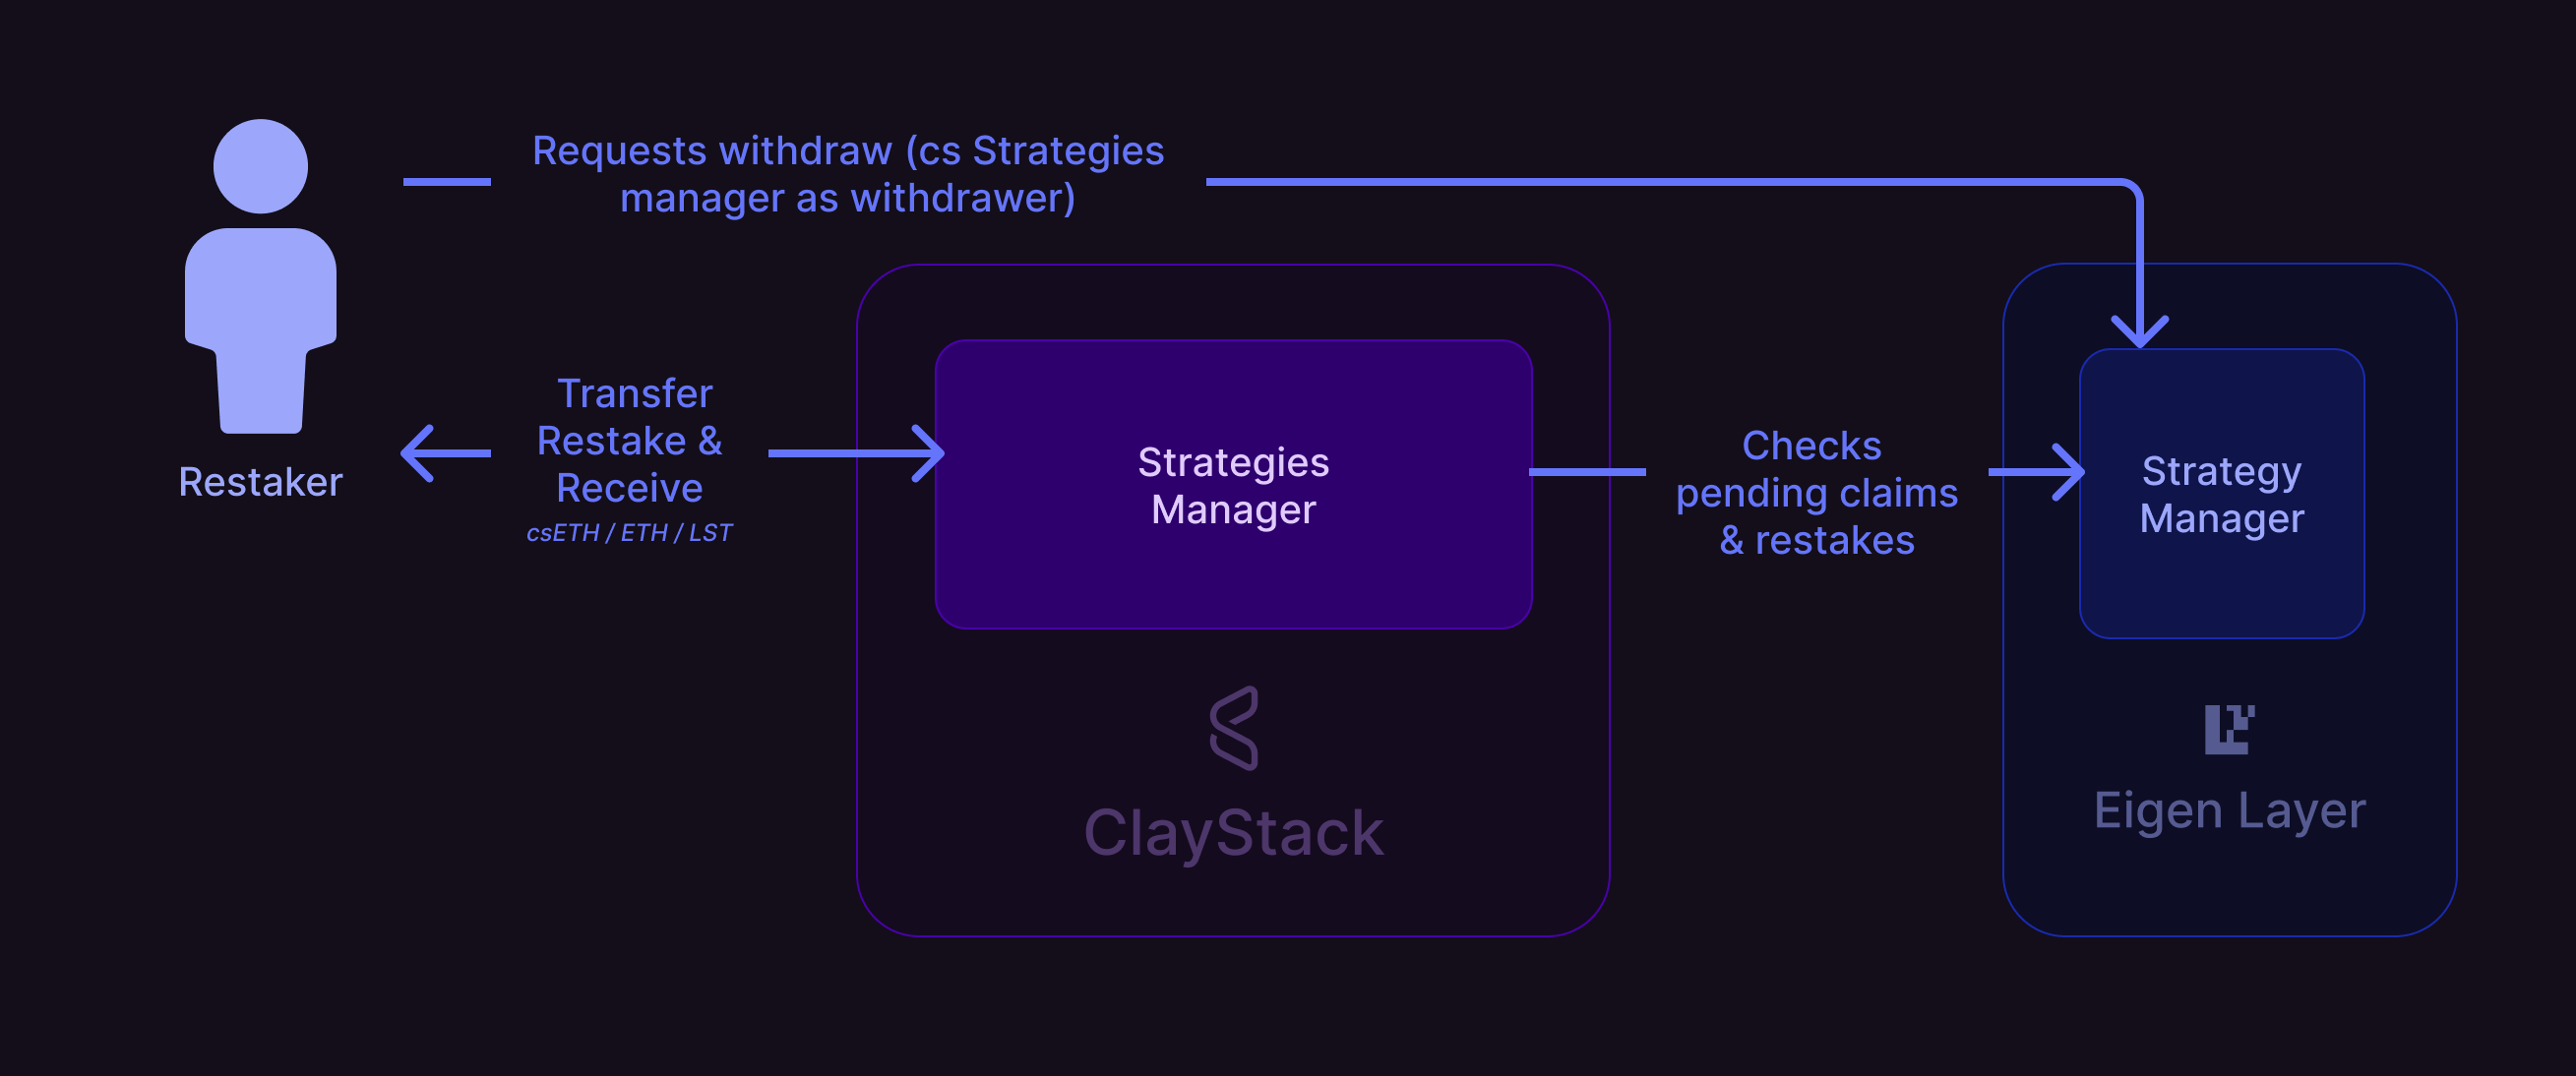 Requests withdraw (cs Strategies
manager as withdrawer)
Restaker
Transfer
Restake &
Receive
csETH / ETH / LST
Strategies
Manager
ClayStack
Checks
pending claims
& restakes
Strategy
Manager
Eigen Layer